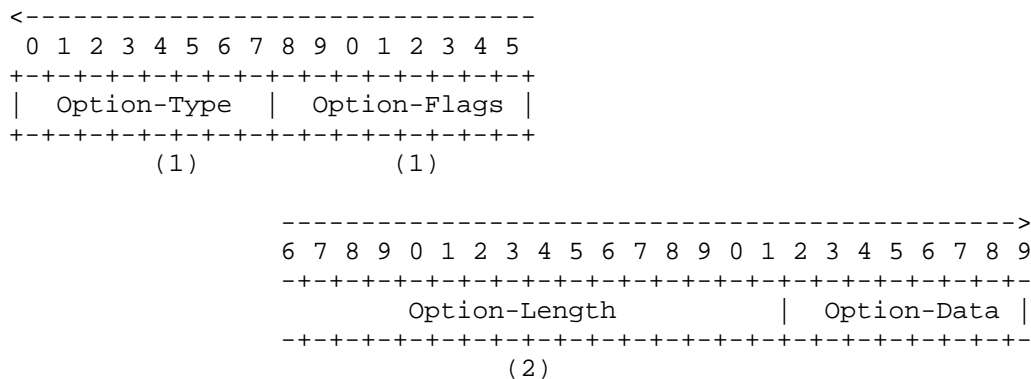 <---------------------------------
 0 1 2 3 4 5 6 7 8 9 0 1 2 3 4 5
+-+-+-+-+-+-+-+-+-+-+-+-+-+-+-+-+
|  Option-Type  |  Option-Flags |
+-+-+-+-+-+-+-+-+-+-+-+-+-+-+-+-+
         (1)            (1)
---------------------------------------------->
6 7 8 9 0 1 2 3 4 5 6 7 8 9 0 1 2 3 4 5 6 7 8 9
-+-+-+-+-+-+-+-+-+-+-+-+-+-+-+-+-+-+-+-+-+-+-+-
        Option-Length          |  Option-Data |
-+-+-+-+-+-+-+-+-+-+-+-+-+-+-+-+-+-+-+-+-+-+-+-
              (2)